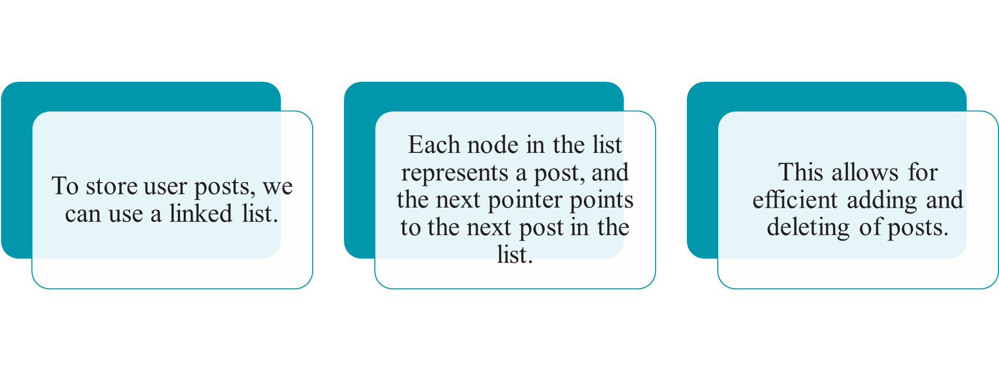 To store user posts, we
can use a linked list.
Each node in the list
represents a post, and
the next pointer points
to the next post in the
list.
This allows for
efficient adding and
deleting of posts.